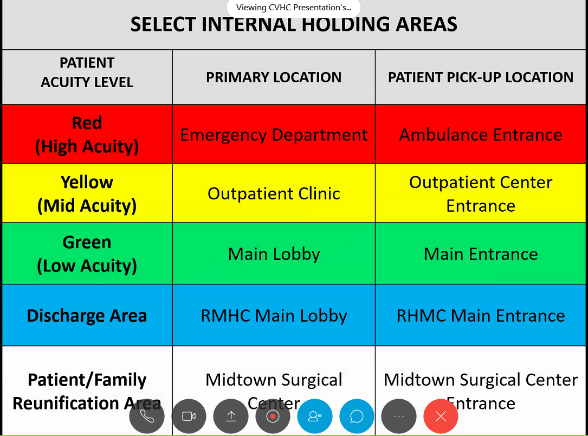 Viewing CVHC Presentation's...
SELECT INTERNAL HOLDING AREAS
PATIENT
ACUITY LEVEL
PRIMARY LOCATION
PATIENT PICK-UP LOCATION
Red
(High Acuity)
Emergency Department
Ambulance Entrance
Yellow
(Mid Acuity)
Outpatient Clinic
Outpatient Center
Entrance
Green
(Low Acuity)
Main Lobby
Main Entrance
Discharge Area
RMHC Main Lobby
RHMC Main Entrance
Patient/Family
Reunification Area
Midtown Surgical
Center
Midtown Surgical Center
Entrance